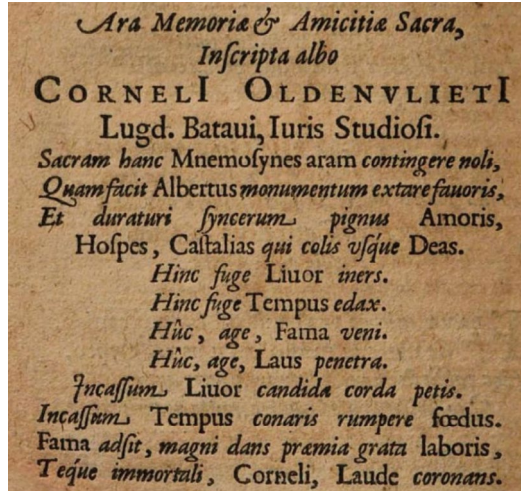 Ara Memoriæ & Amicitiæ Sacra,
Inſcripta albo
CORNELI OLDENVLIETI
Lugd. Bataui, Iuris Studioſi.
Sacram hanc Mnemoſynes aram contingere noli,
Quam facit Albertus monumentum extare fauoris,
Et duraturi ſyncerum pignus Amoris,
Hoſpes, Caſtalias qui colis vſque Deas.
Hinc fuge Liuor iners.
Hinc fuge Tempus edax.
Hûc, age, Fama veni.
Hûc, age, Laus penetra.
Incaſſum Liuor candida corda petis.
Incaſſum Tempus conaris rumpere fœdus.
Fama adſit, magni dans præmia grata laboris,
Teque immortali, Corneli, Laude coronans.